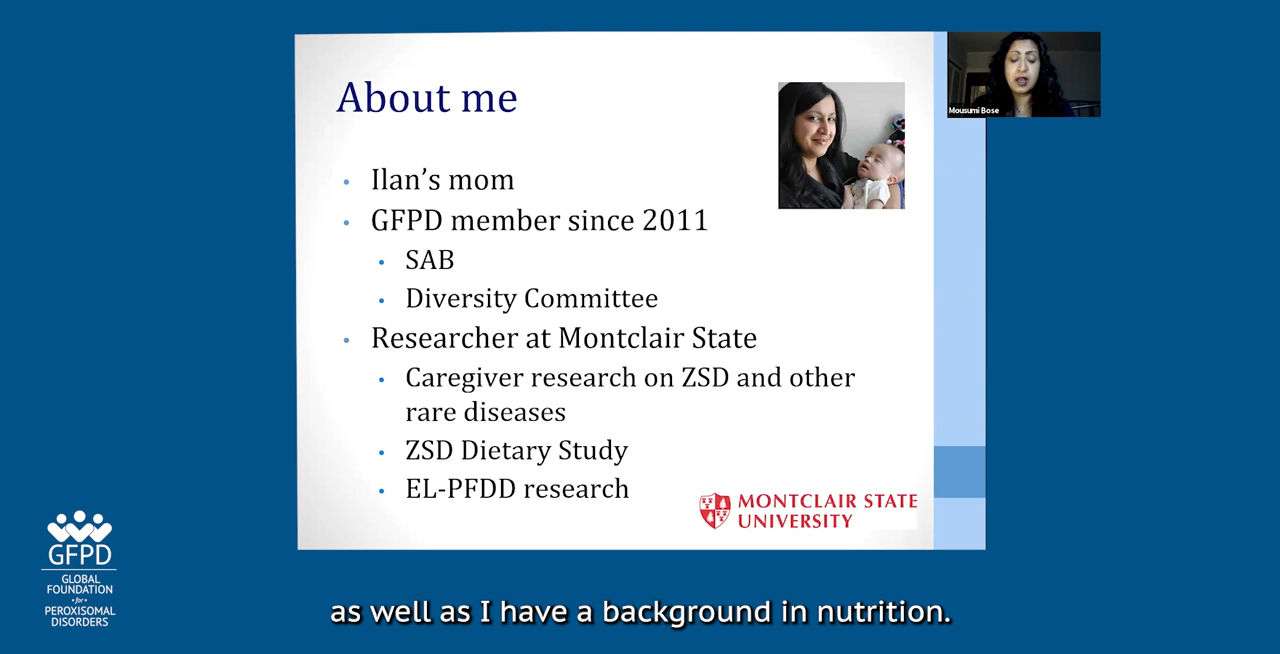 About me
Mousumi Bose
• Ilan’s mom
• GFPD member since 2011
• SAB
• Diversity Committee
• Researcher at Montclair State
• Caregiver research on ZSD and other
rare diseases
• ZSD Dietary Study
• EL-PFDD research
MONTCLAIR STATE
UNIVERSITY
GFPD
GLOBAL
FOUNDATION
•for•
PEROXISOMAL
DISORDERS
as well as I have a background in nutrition.